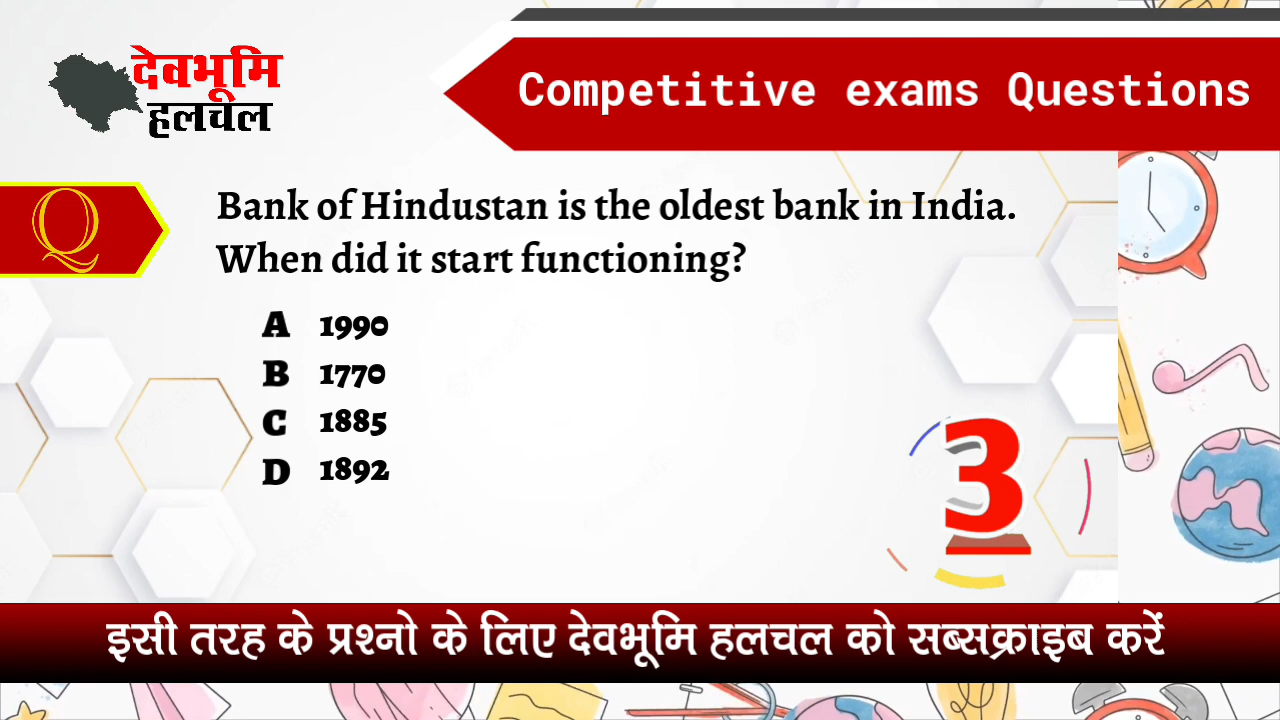 देवभूमि
हलचल
Competitive exams Questions
Q
Bank of Hindustan is the oldest bank in India.
When did it start functioning?
A 1990
B 1770
C 1885
D 1892
3
इसी तरह के प्रश्नो के लिए देवभूमि हलचल को सब्सक्राइब करें